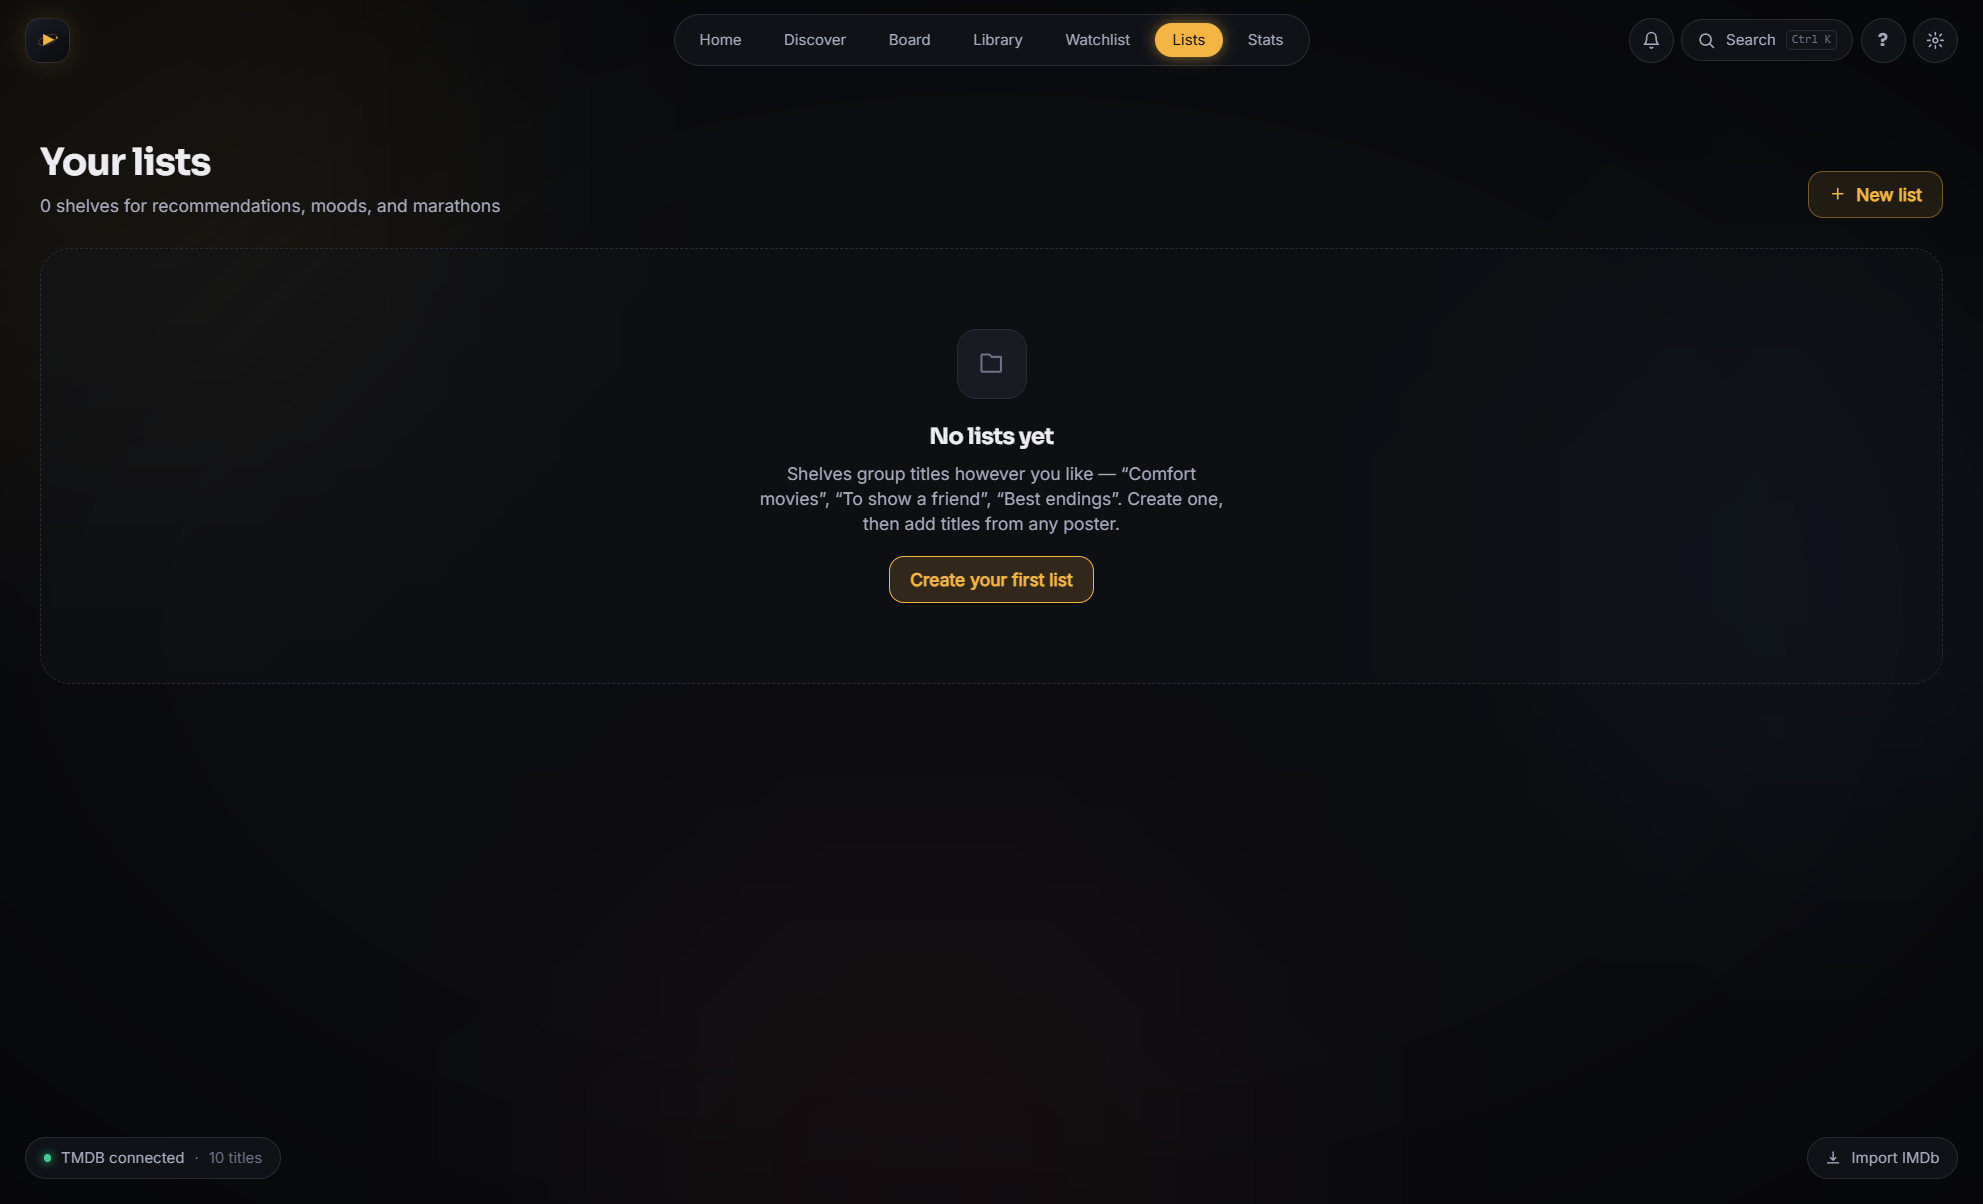 Home
Discover
Board
Library
Watchlist
Lists
Stats
Search
Ctrl K
?
Your lists
0 shelves for recommendations, moods, and marathons
+ New list
No lists yet
Shelves group titles however you like — “Comfort
movies”, “To show a friend”, “Best endings”. Create one,
then add titles from any poster.
Create your first list
TMDB connected · 10 titles
Import IMDb